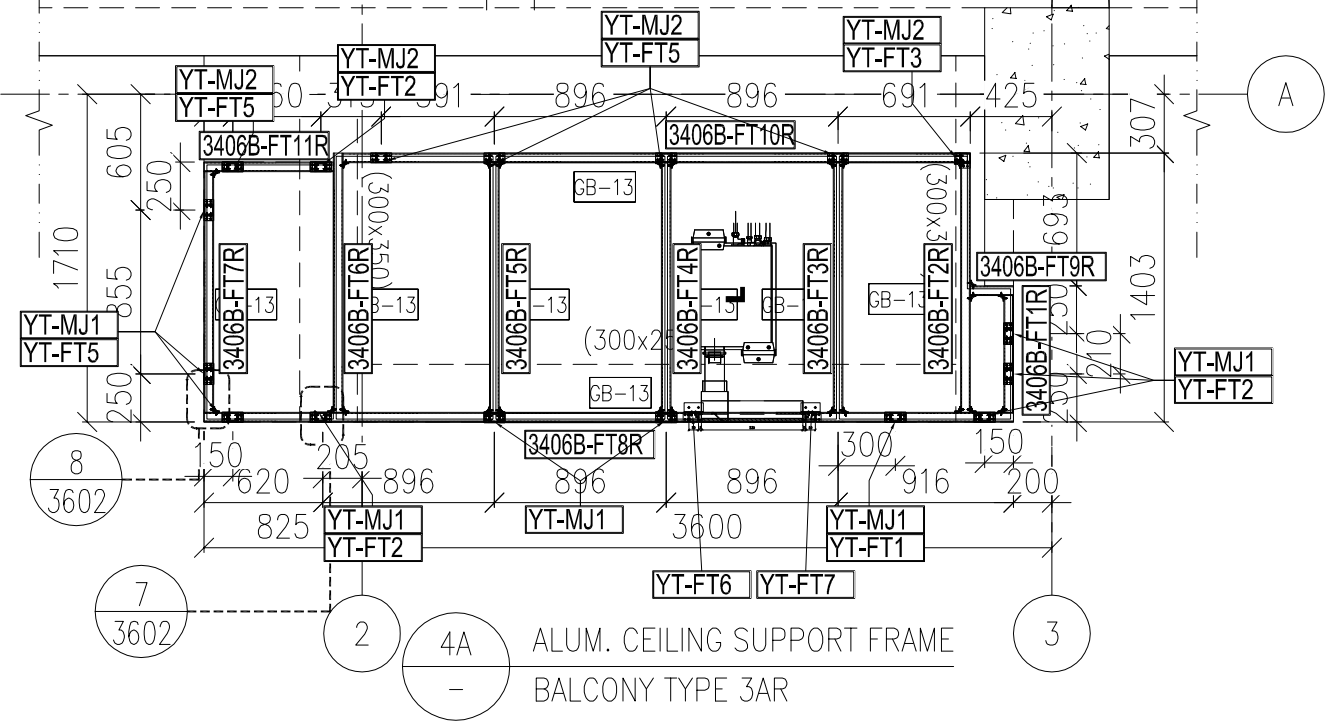 YT-MJ2
YT-FT5
YT-MJ2
YT-FT3
YT-MJ2
YT-FT2
YT-MJ2
YT-FT5
896
896
691
425
A
307
3406B-FT11R
3406B-FT10R
605
250
1710
GB-13
(300x350)
693
3406B-FT7R
3406B-FT6R
3406B-FT5R
3406B-FT4R
3406B-FT3R
3406B-FT2R
3406B-FT9R
3406B-FT1R
1403
855
GB-13
250
210
YT-MJ1
YT-FT5
YT-MJ1
YT-FT2
250
GB-13
3406B-FT8R
8
3602
150
205
300
150
620
896
896
896
916
200
825
3600
YT-MJ1
YT-FT2
YT-MJ1
YT-MJ1
YT-FT1
YT-FT6
YT-FT7
7
3602
2
3
4A
-
ALUM. CEILING SUPPORT FRAME
BALCONY TYPE 3AR